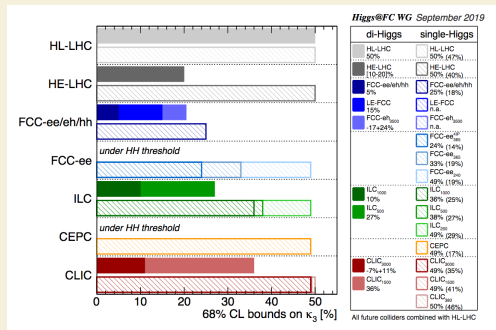 Higgs@FC WG September 2019
di-Higgs single-Higgs
HL-LHC
HE-LHC
FCC-ee/eh/hh
under HH threshold
FCC-ee
ILC
under HH threshold
CEPC
CLIC
0 10 20 30 40 50
68% CL bounds on κ3 [%]
HL-LHC HL-LHC
50% 50% (47%)
HE-LHC HE-LHC
[10-20]% 50% (40%)
FCC-ee/eh/hh FCC-ee/eh/hh
5% 25% (18%)
LE-FCC LE-FCC
15% n.a.
FCC-eh3500 FCC-eh3500
-17+24% n.a.
FCC-ee
24% (14%)
FCC-ee365
33% (19%)
FCC-ee240
49% (19%)
ILC1000 ILC1000
10% 36% (25%)
ILC500 ILC500
27% 38% (27%)
ILC250
49% (29%)
CEPC
49% (17%)
CLIC3000 CLIC3000
-7%+11% 49% (35%)
CLIC1500 CLIC1500
36% 49% (41%)
CLIC380
50% (46%)
All future colliders combined with HL-LHC